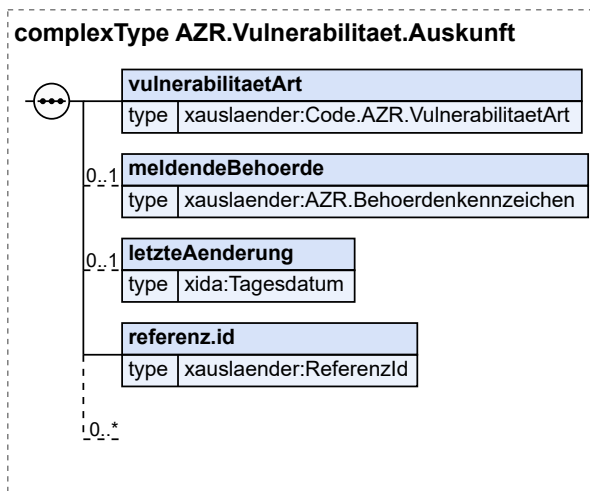 complexType AZR.Vulnerabilitaet.Auskunft
vulnerabilitaetArt
type xauslaender:Code.AZR.VulnerabilitaetArt
0..1 meldendeBehoerde
type xauslaender:AZR.Behoerdenkennzeichen
0..1 letzteAenderung
type xida:Tagesdatum
referenz.id
type xauslaender:ReferenzId
0..*